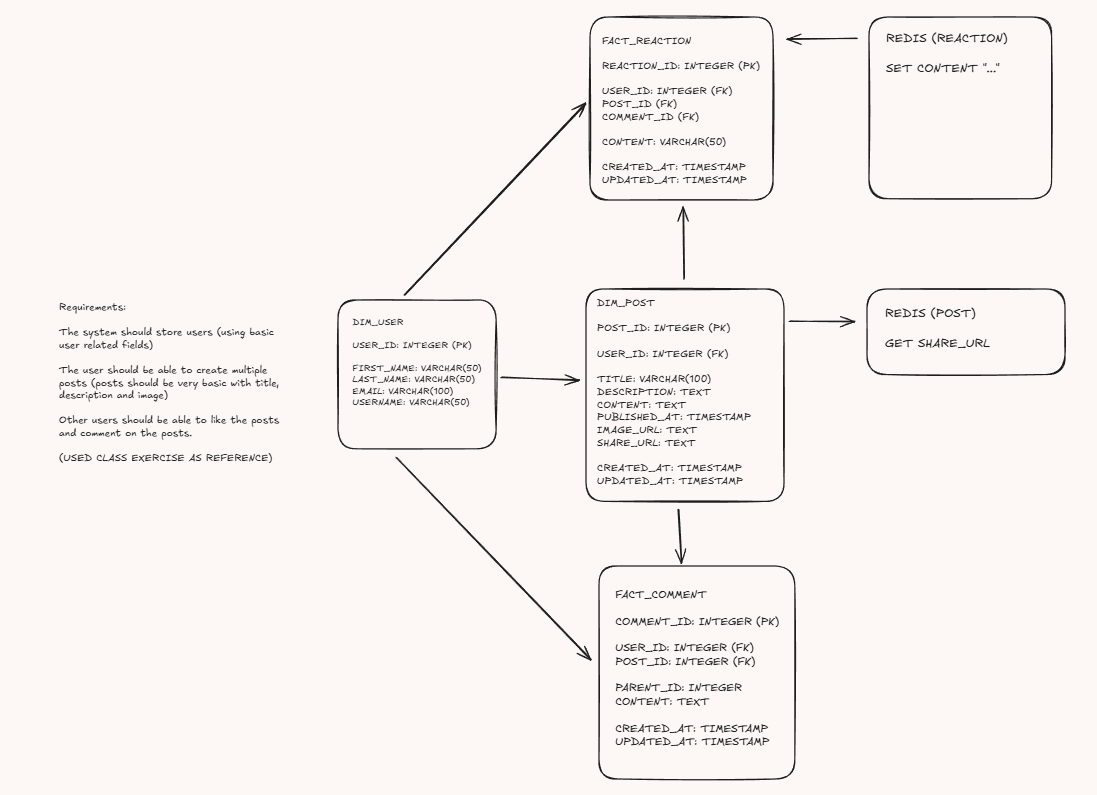 Requirements:
The system should store users (using basic
user related fields)
The user should be able to create multiple
posts (posts should be very basic with title,
description and image)
Other users should be able to like the posts
and comment on the posts.
(USED CLASS EXERCISE AS REFERENCE)
DIM_USER
USER_ID: INTEGER (PK)
FIRST_NAME: VARCHAR(50)
LAST_NAME: VARCHAR(50)
EMAIL: VARCHAR(100)
USERNAME: VARCHAR(50)
FACT_REACTION
REACTION_ID: INTEGER (PK)
USER_ID: INTEGER (FK)
POST_ID (FK)
COMMENT_ID (FK)
CONTENT: VARCHAR(50)
CREATED_AT: TIMESTAMP
UPDATED_AT: TIMESTAMP
REDIS (REACTION)
SET CONTENT "..."
DIM_POST
POST_ID: INTEGER (PK)
USER_ID: INTEGER (FK)
TITLE: VARCHAR(100)
DESCRIPTION: TEXT
CONTENT: TEXT
PUBLISHED_AT: TIMESTAMP
IMAGE_URL: TEXT
SHARE_URL: TEXT
CREATED_AT: TIMESTAMP
UPDATED_AT: TIMESTAMP
REDIS (POST)
GET SHARE_URL
FACT_COMMENT
COMMENT_ID: INTEGER (PK)
USER_ID: INTEGER (FK)
POST_ID: INTEGER (FK)
PARENT_ID: INTEGER
CONTENT: TEXT
CREATED_AT: TIMESTAMP
UPDATED_AT: TIMESTAMP